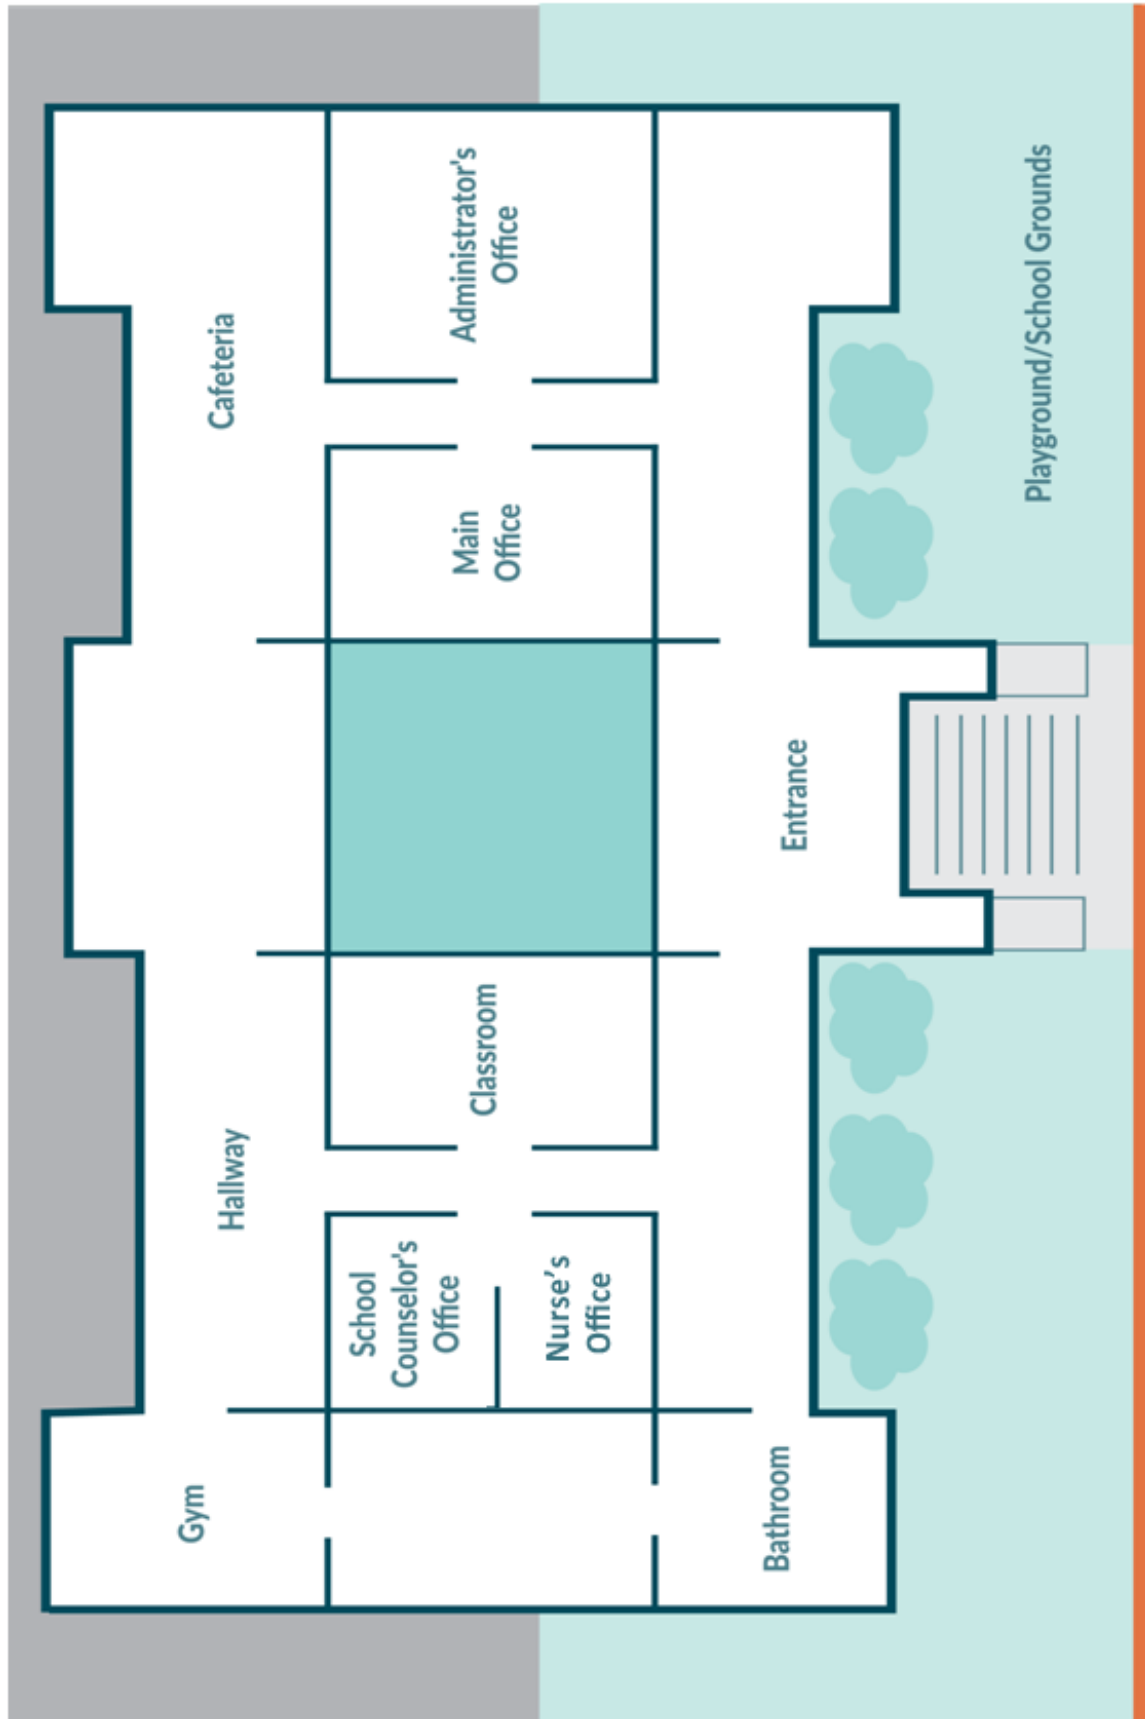 Gym
Hallway
Cafeteria
School
Counselor's
Office
Nurse's
Office
Classroom
Main
Office
Administrator's
Office
Bathroom
Entrance
Playground/School Grounds